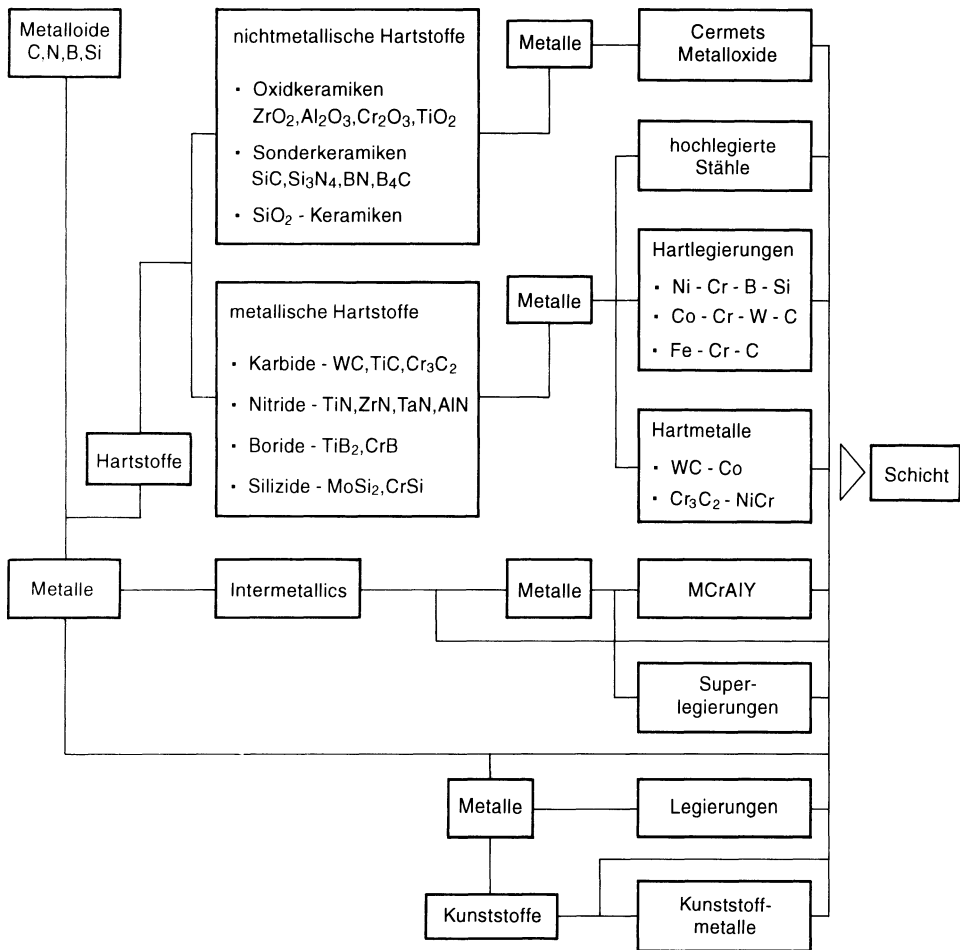 Metalloide
C,N,B,Si
nichtmetallische Hartstoffe
▪ Oxidkeramiken
ZrO₂,Al₂O₃,Cr₂O₃,TiO₂
▪ Sonderkeramiken
SiC,Si₃N₄,BN,B₄C
▪ SiO₂ - Keramiken
Metalle
Cermets
Metalloxide
hochlegierte
Stähle
metallische Hartstoffe
▪ Karbide - WC,TiC,Cr₃C₂
▪ Nitride - TiN,ZrN,TaN,AlN
▪ Boride - TiB₂,CrB
▪ Silizide - MoSi₂,CrSi
Metalle
Hartlegierungen
▪ Ni - Cr - B - Si
▪ Co - Cr - W - C
▪ Fe - Cr - C
Hartstoffe
Hartmetalle
▪ WC - Co
▪ Cr₃C₂ - NiCr
Schicht
Metalle
Intermetallics
Metalle
MCrAlY
Super-
legierungen
Metalle
Legierungen
Kunststoffe
Kunststoff-
metalle